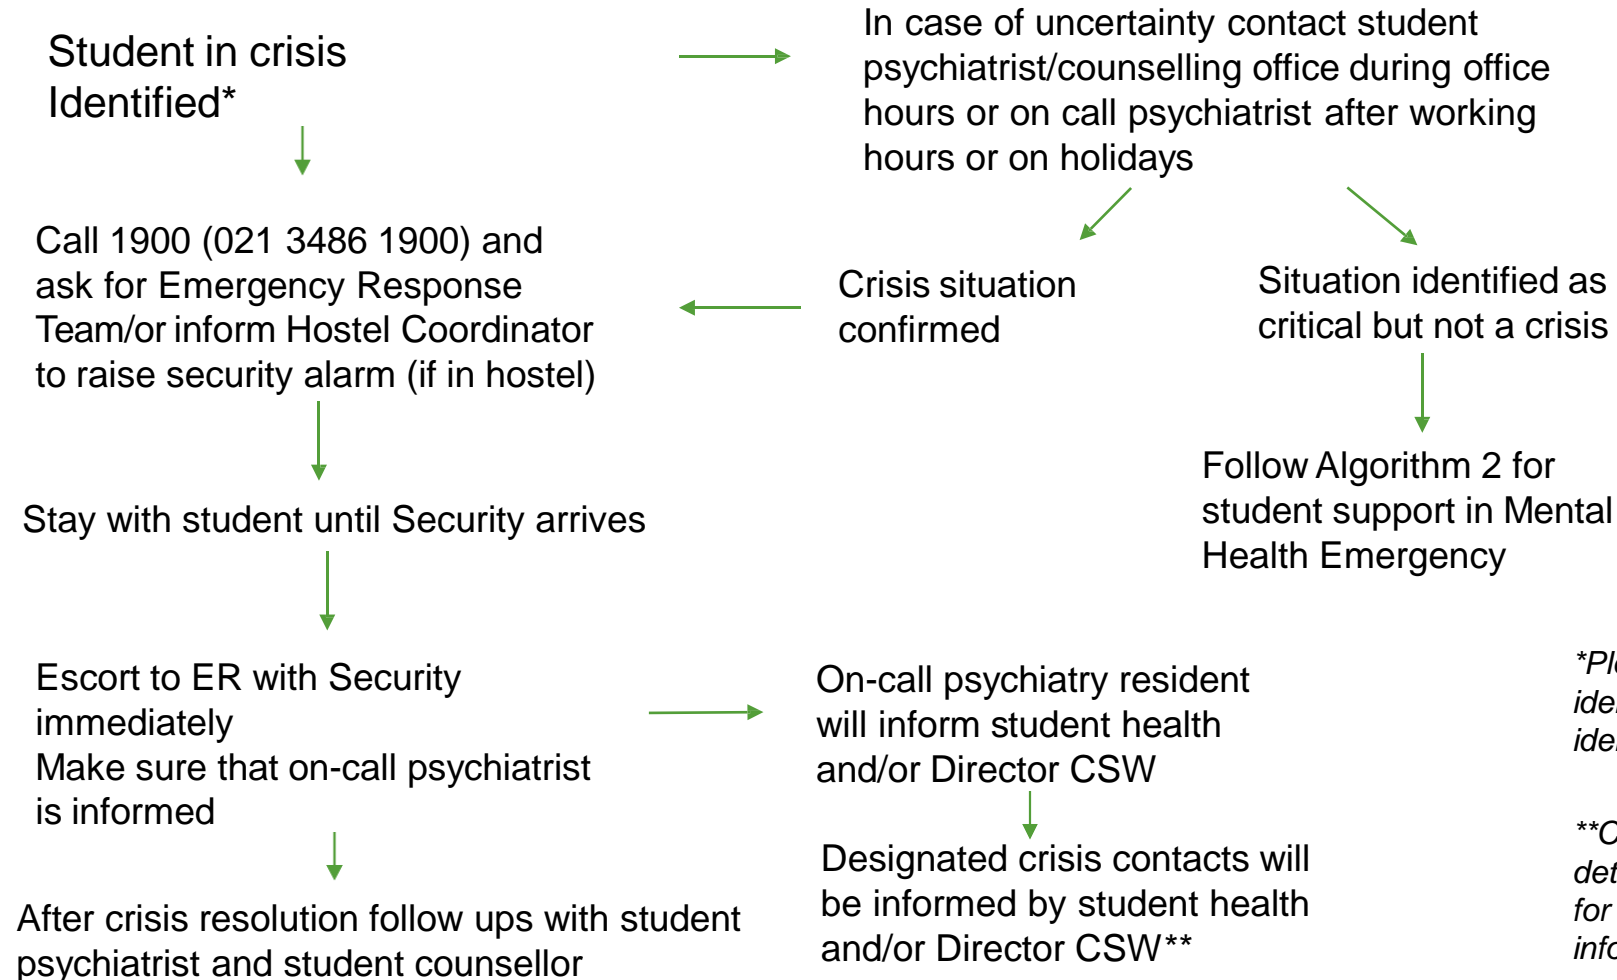 Student in crisis
Identified*
In case of uncertainty contact student
psychiatrist/counselling office during office
hours or on call psychiatrist after working
hours or on holidays
Call 1900 (021 3486 1900) and
ask for Emergency Response
Team/or inform Hostel Coordinator
to raise security alarm (if in hostel)
Crisis situation
confirmed
Situation identified as
critical but not a crisis
Stay with student until Security arrives
Follow Algorithm 2 for
student support in Mental
Health Emergency
Escort to ER with Security
immediately
Make sure that on-call psychiatrist
is informed
On-call psychiatry resident
will inform student health
and/or Director CSW
After crisis resolution follow ups with student
psychiatrist and student counsellor
Designated crisis contacts will
be informed by student health
and/or Director CSW**
for